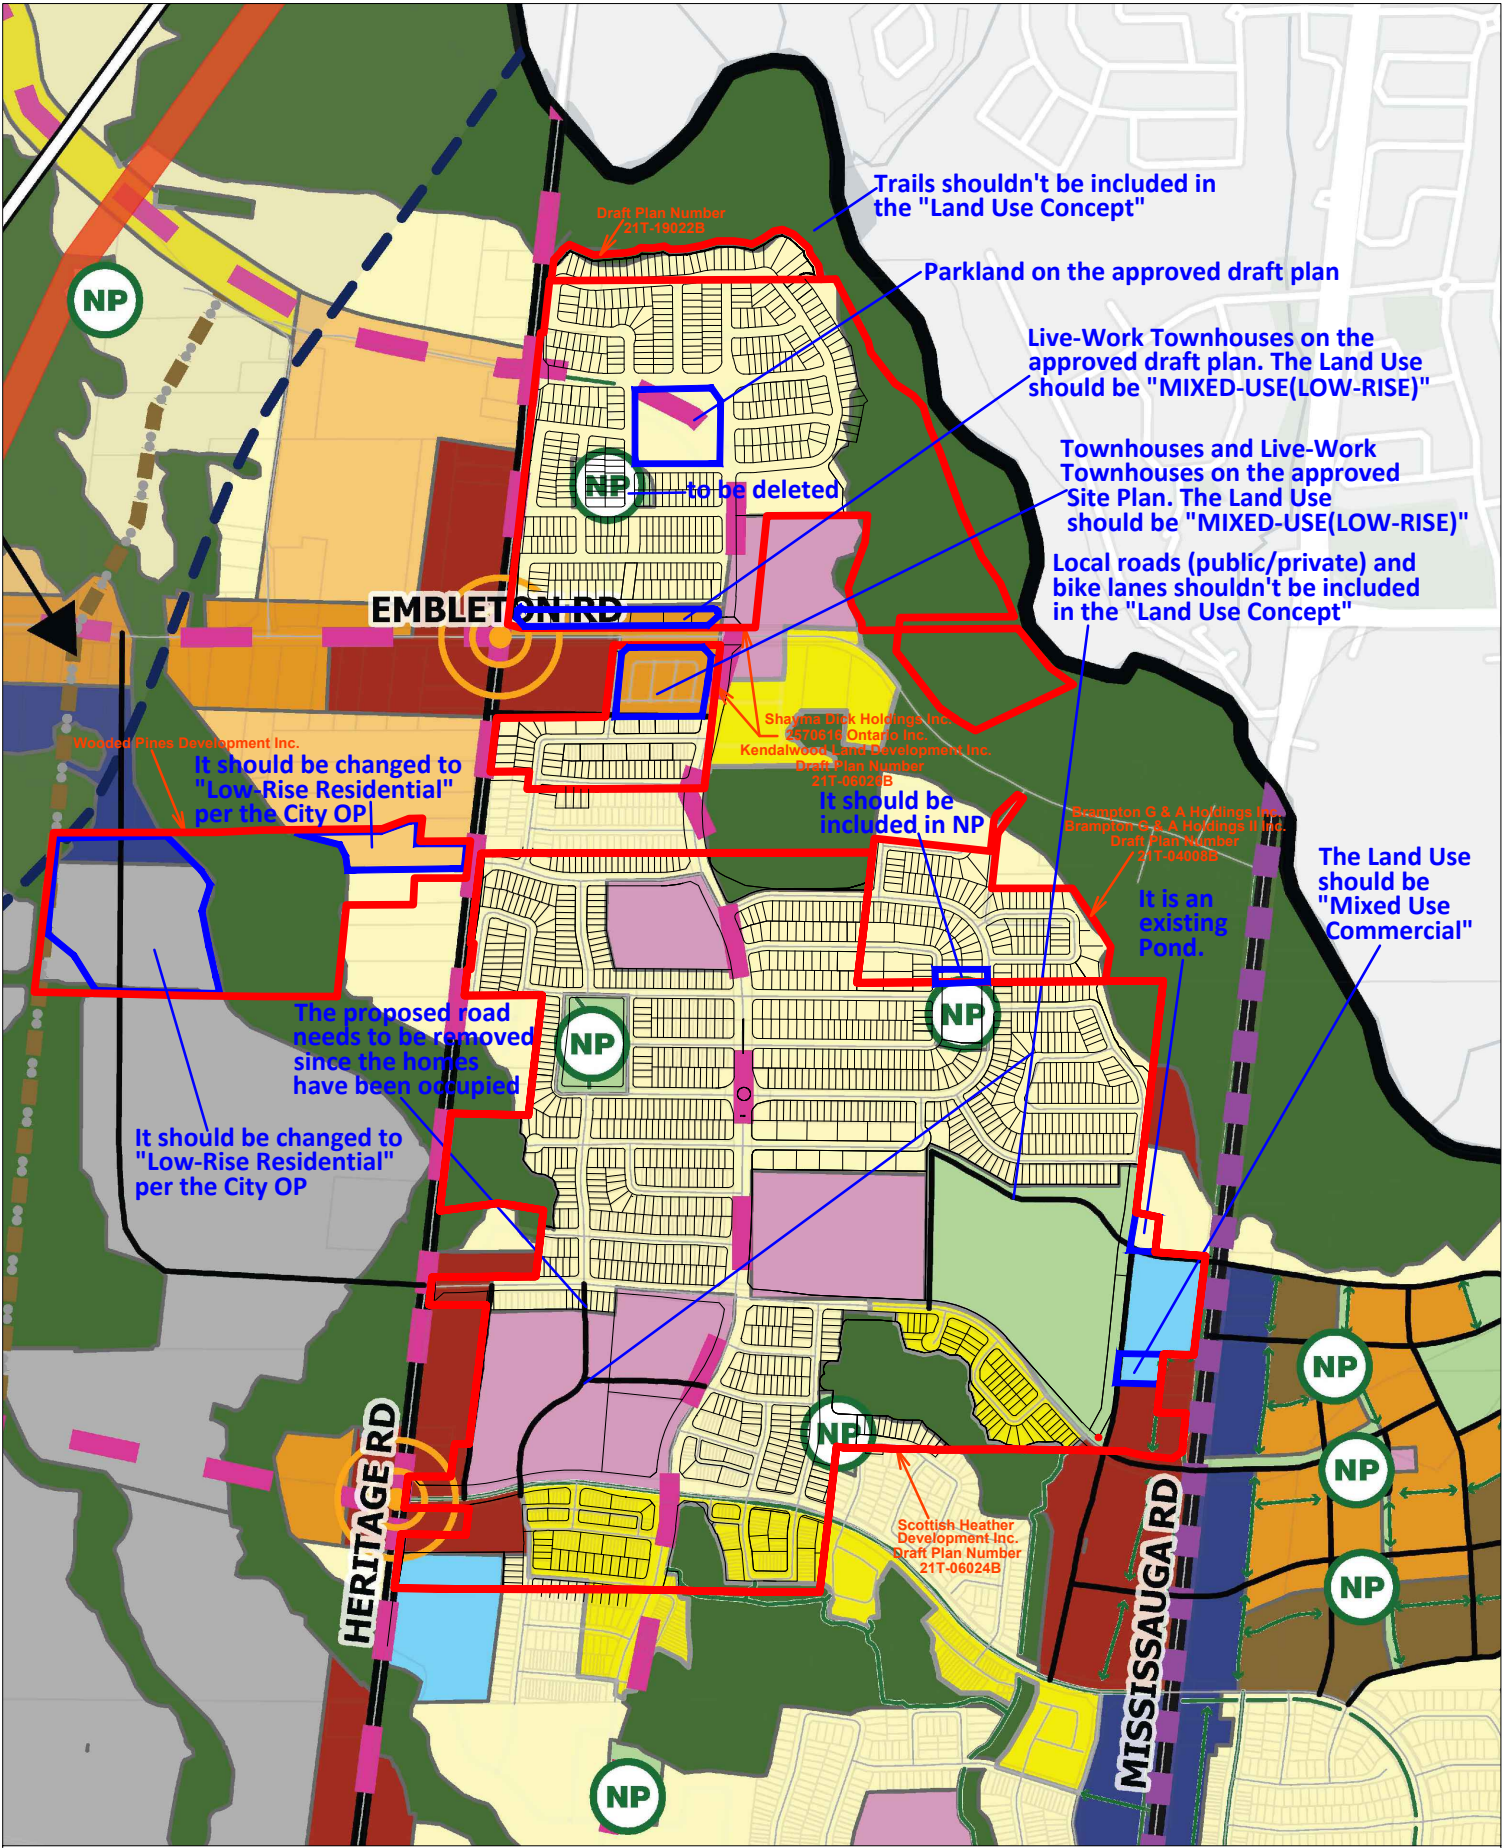 Trails shouldn't be included in
the "Land Use Concept"
Draft Plan Number
21T-19022B
Parkland on the approved draft plan
NP
Live-Work Townhouses on the
approved draft plan. The Land Use
should be "MIXED-USE(LOW-RISE)"
Townhouses and Live-Work
Townhouses on the approved
Site Plan. The Land Use
should be "MIXED-USE(LOW-RISE)"
NP
to be deleted
Local roads (public/private) and
bike lanes shouldn't be included
in the "Land Use Concept"
EMBLETON RD
Shayma Dick Holdings Inc.
2570616 Ontario Inc.
Kendalwood Land Development Inc.
Draft Plan Number
21T-06026B
Wooded Pines Development Inc.
It should be changed to
"Low-Rise Residential"
per the City OP
It should be
included in NP
Brampton G & A Holdings Inc.
Brampton G & A Holdings II Inc.
Draft Plan Number
21T-04008B
The Land Use
should be
"Mixed Use
Commercial"
It is an
existing
Pond.
The proposed road
needs to be removed
since the homes
have been occupied
NP
NP
It should be changed to
"Low-Rise Residential"
per the City OP
NP
NP
NP
HERITAGE RD
Scottish Heather
Development Inc.
Draft Plan Number
21T-06024B
MISSISSAUGA RD
NP
NP